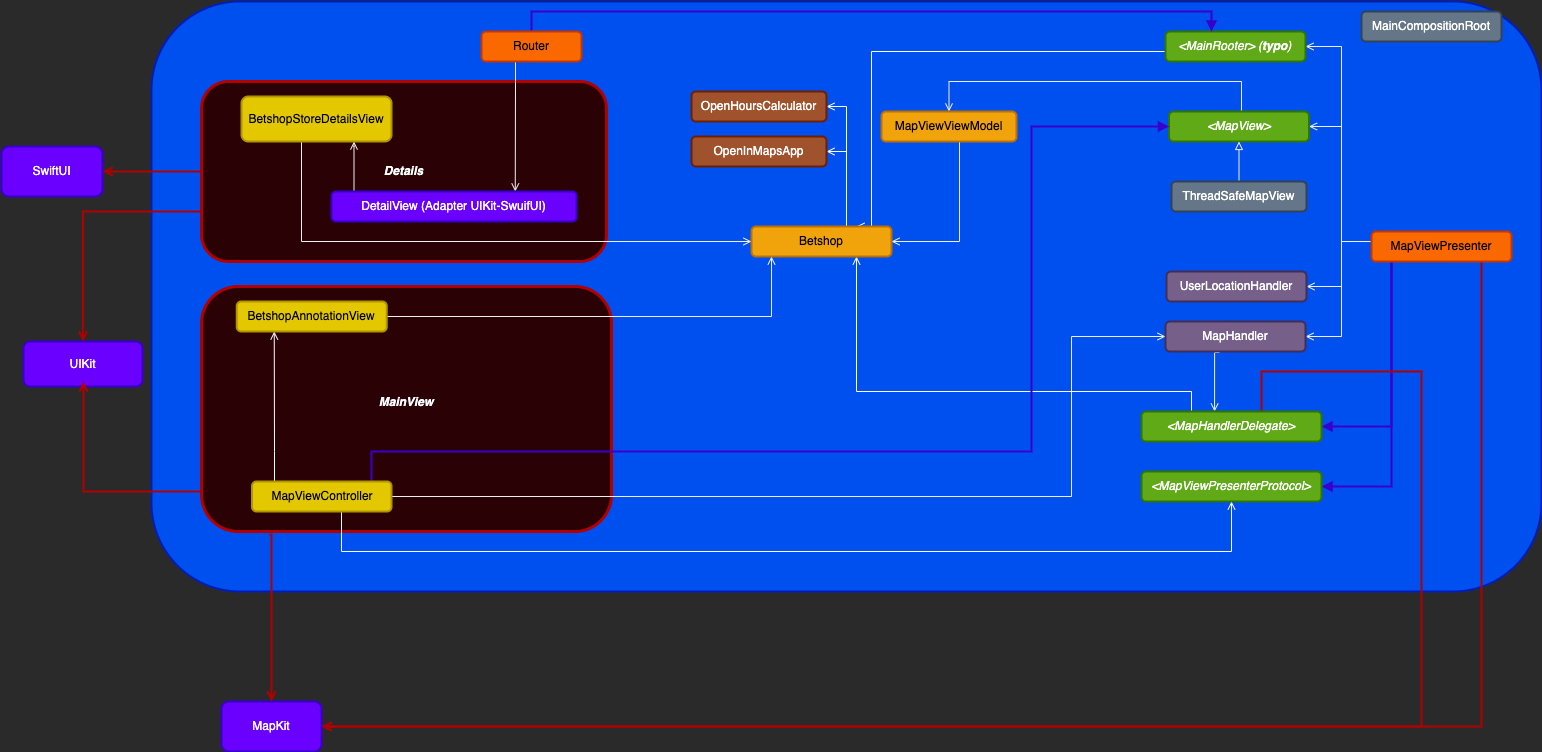 MainCompositionRoot
Router
<MainRooter> (typo)
BetshopStoreDetailsView
OpenHoursCalculator
MapViewViewModel
<MapView>
OpenInMapsApp
SwiftUI
Details
DetailView (Adapter UIKit-SwuifUI)
ThreadSafeMapView
Betshop
MapViewPresenter
UserLocationHandler
BetshopAnnotationView
MapHandler
UIKit
MainView
<MapHandlerDelegate>
<MapViewPresenterProtocol>
MapViewController
MapKit